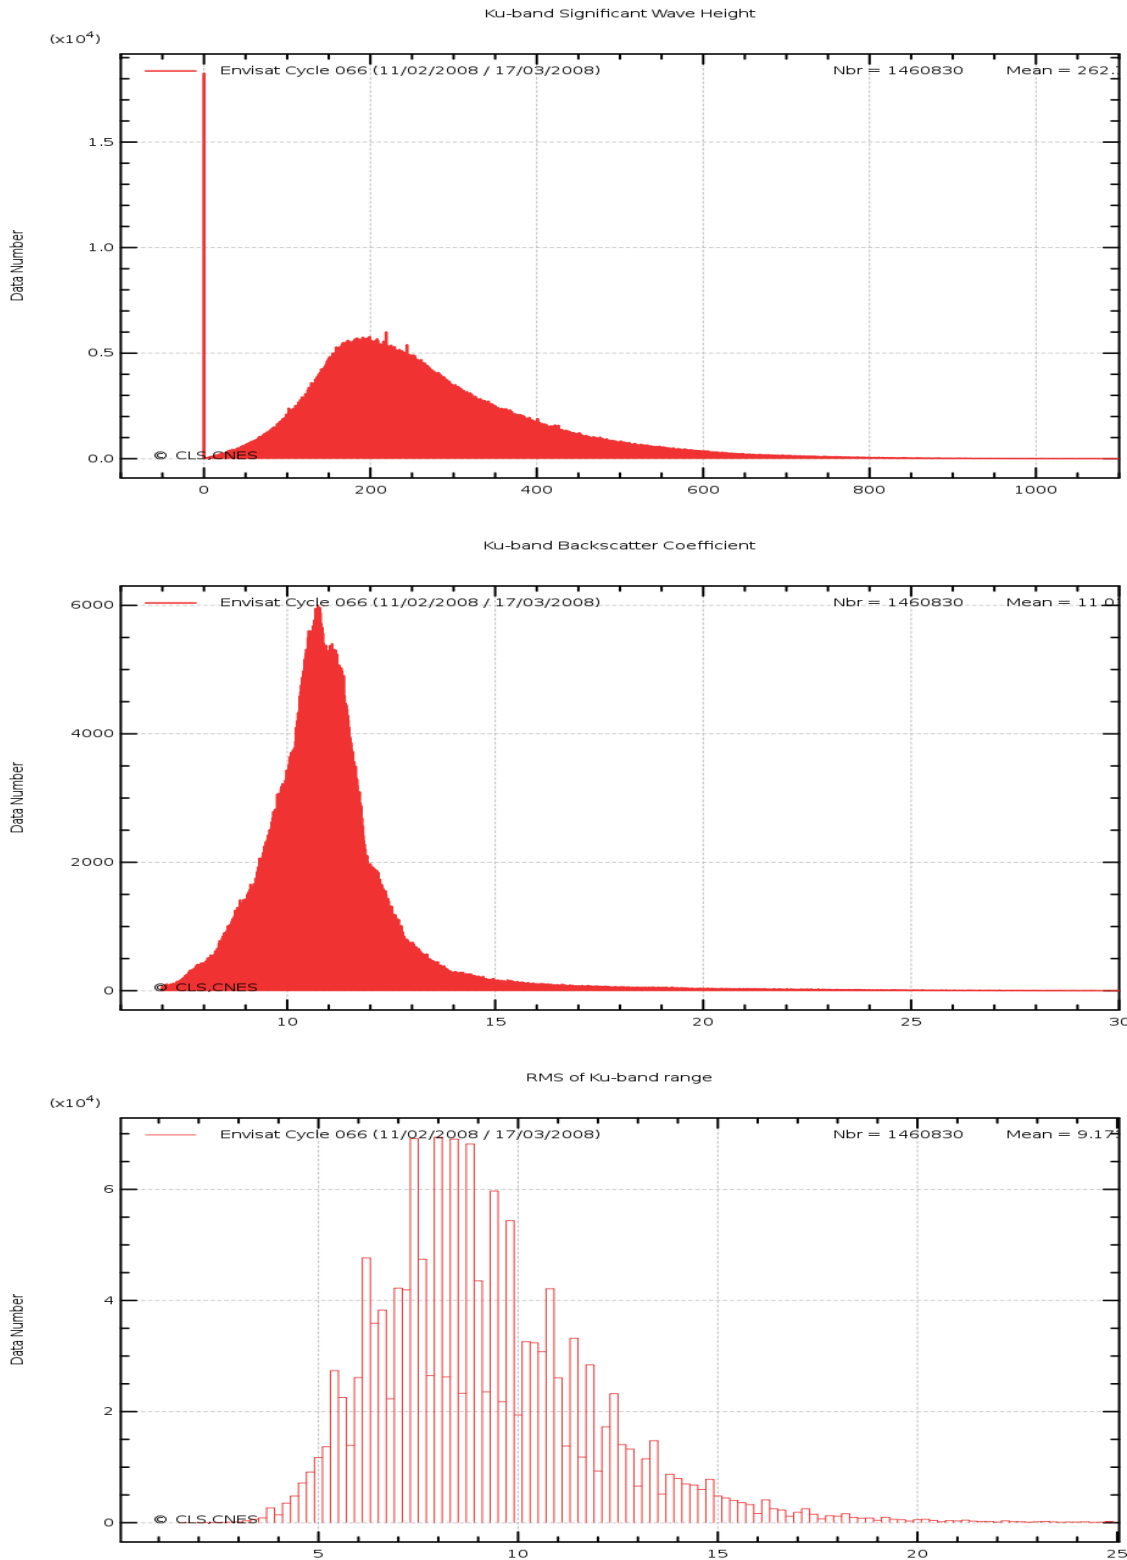 Ku-band Significant Wave Height
(x10⁴)
Envisat Cycle 066 (11/02/2008 / 17/03/2008) Nbr = 1460830 Mean = 262.
1.5
1.0
0.5
0.0
Data Number
© CLS,CNES
0 200 400 600 800 1000
Ku-band Backscatter Coefficient
Envisat Cycle 066 (11/02/2008 / 17/03/2008) Nbr = 1460830 Mean = 11.0
6000
4000
2000
0
Data Number
© CLS,CNES
10 15 20 25 30
RMS of Ku-band range
(x10⁴)
Envisat Cycle 066 (11/02/2008 / 17/03/2008) Nbr = 1460830 Mean = 9.17
6
4
2
0
Data Number
© CLS,CNES
5 10 15 20 25